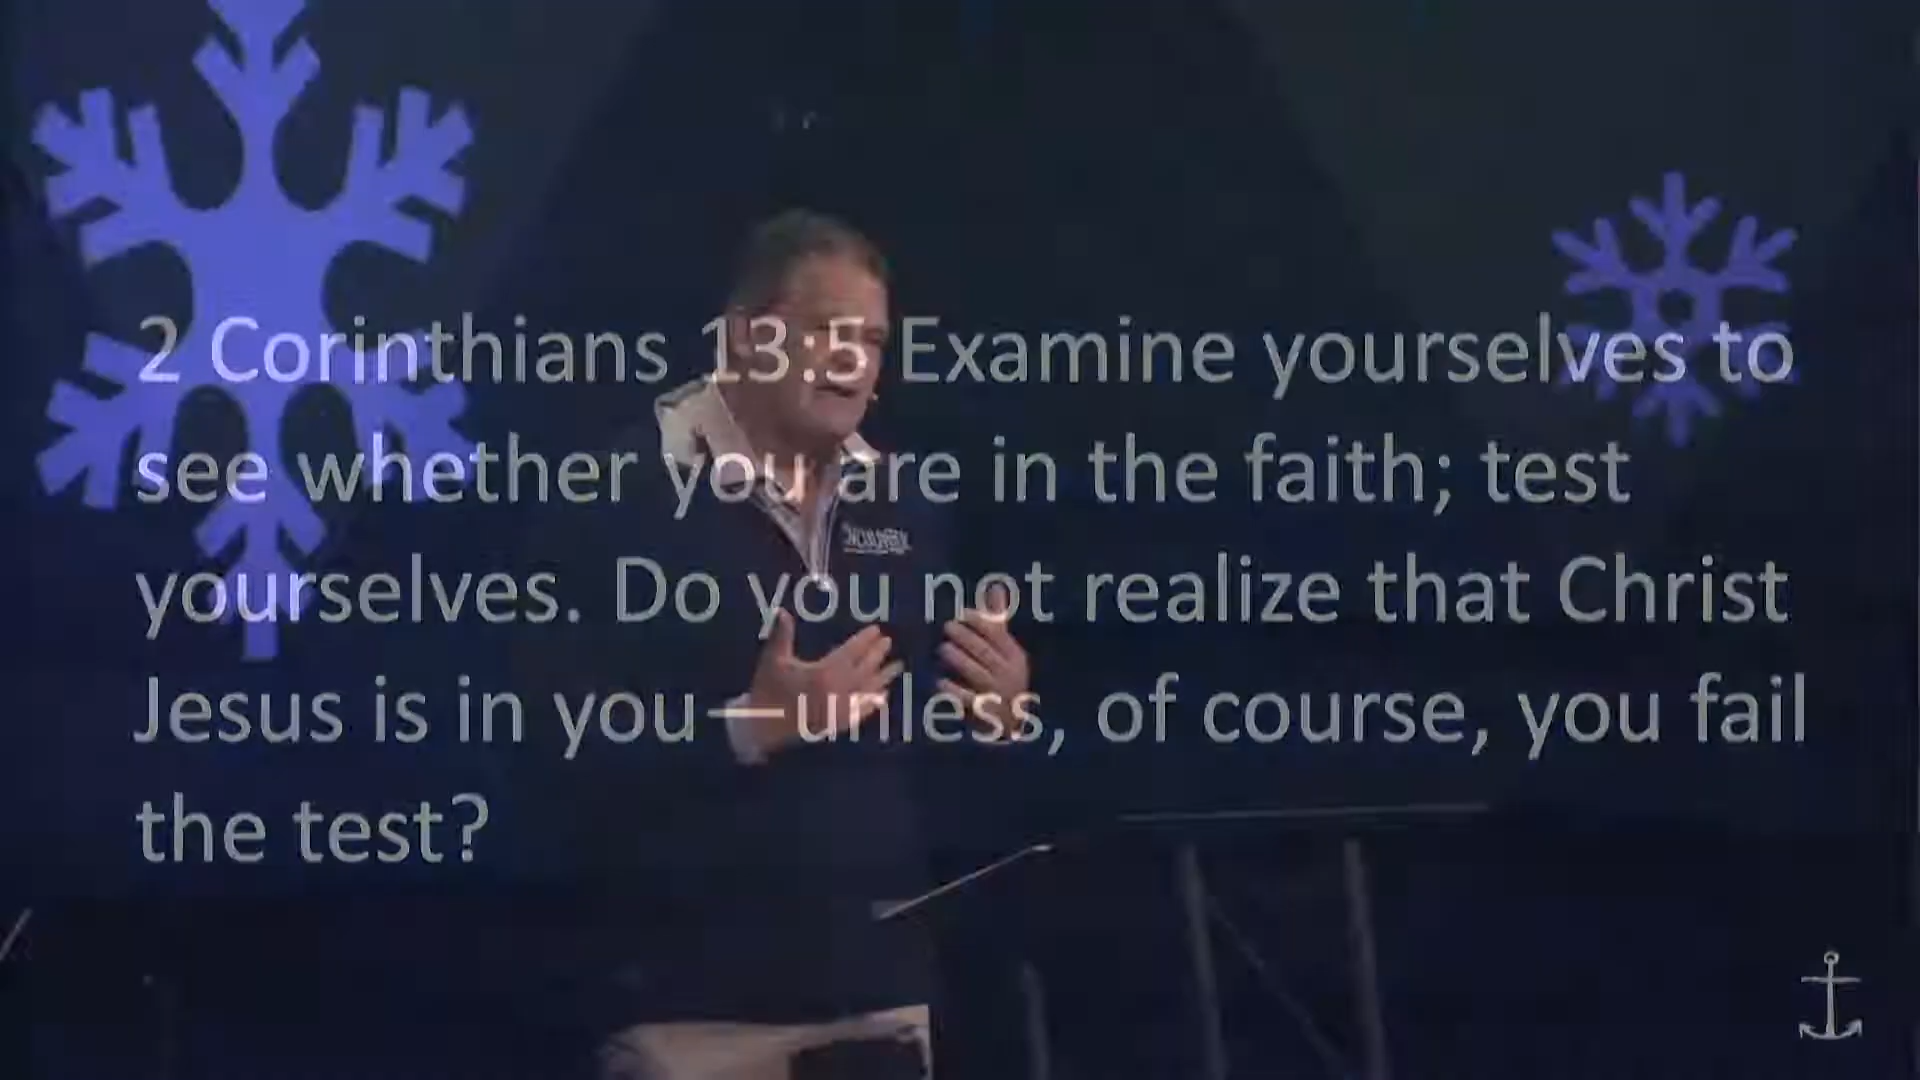 2 Corinthians 13:5 Examine yourselves to
see whether you are in the faith; test
yourselves. Do you not realize that Christ
Jesus is in you—unless, of course, you fail
the test?